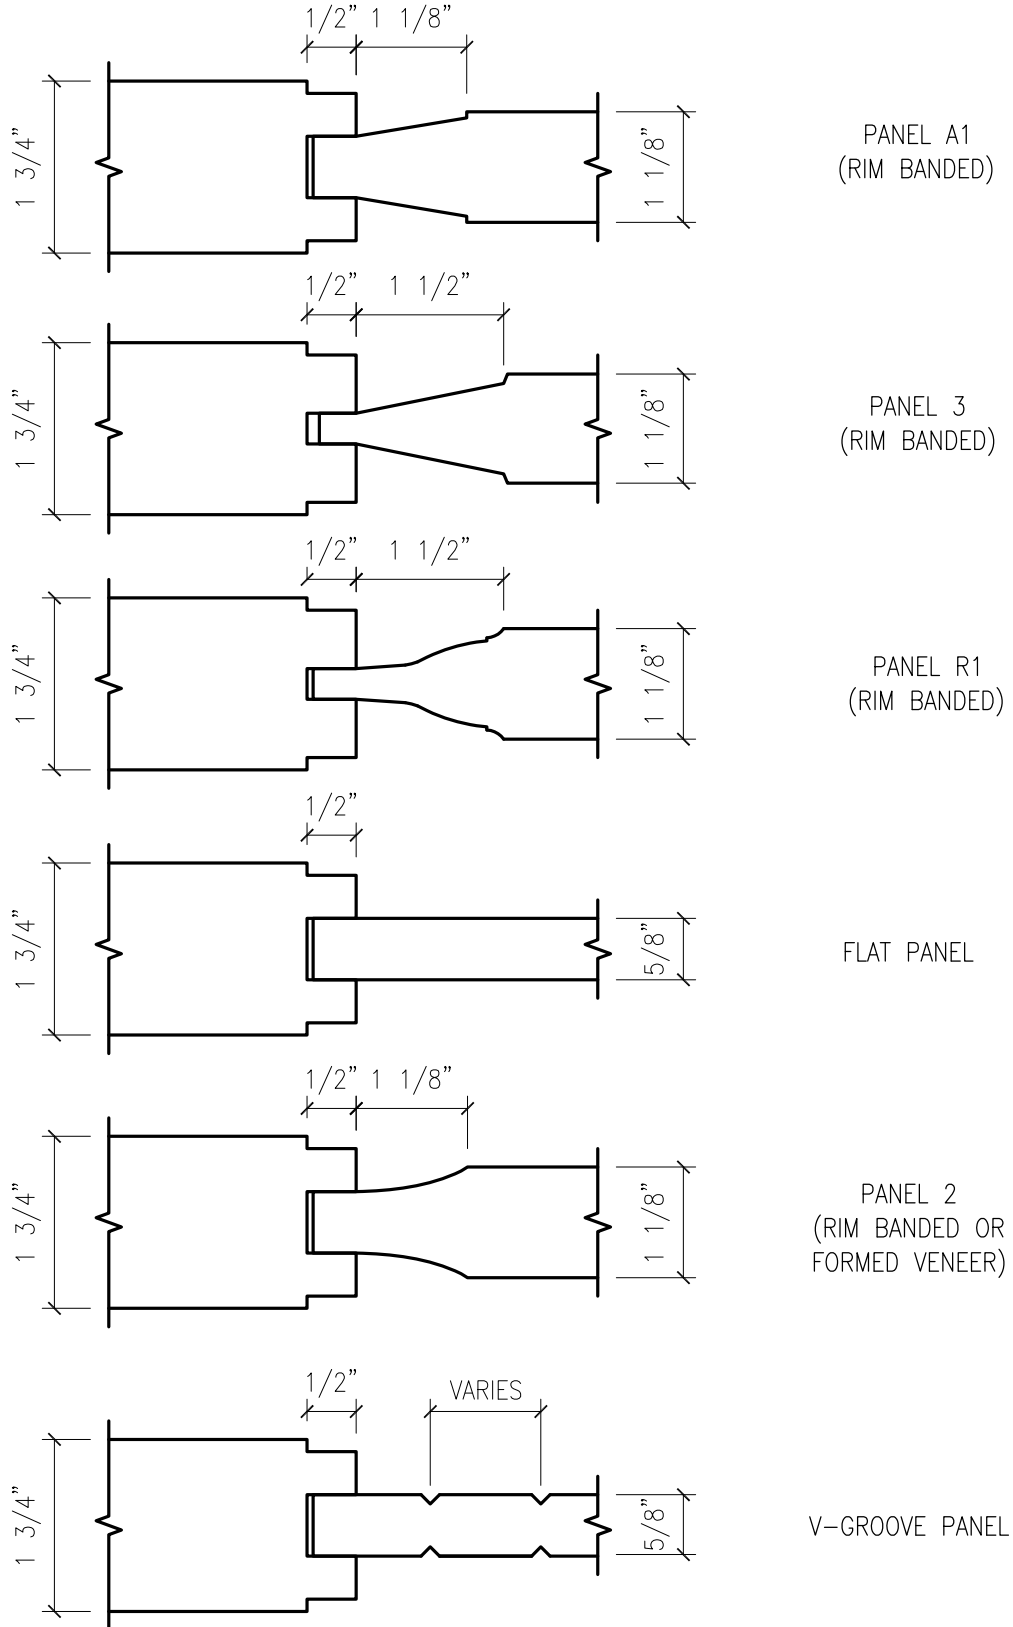 1/2" 1 1/8"
1 3/4"
1 1/8"
PANEL A1
(RIM BANDED)
1/2" 1 1/2"
1 3/4"
1 1/8"
PANEL 3
(RIM BANDED)
1/2" 1 1/2"
1 3/4"
1 1/8"
PANEL R1
(RIM BANDED)
1/2"
1 3/4"
5/8"
FLAT PANEL
1/2" 1 1/8"
1 3/4"
1 1/8"
PANEL 2
(RIM BANDED OR
FORMED VENEER)
1/2"
VARIES
1 3/4"
5/8"
V-GROOVE PANEL